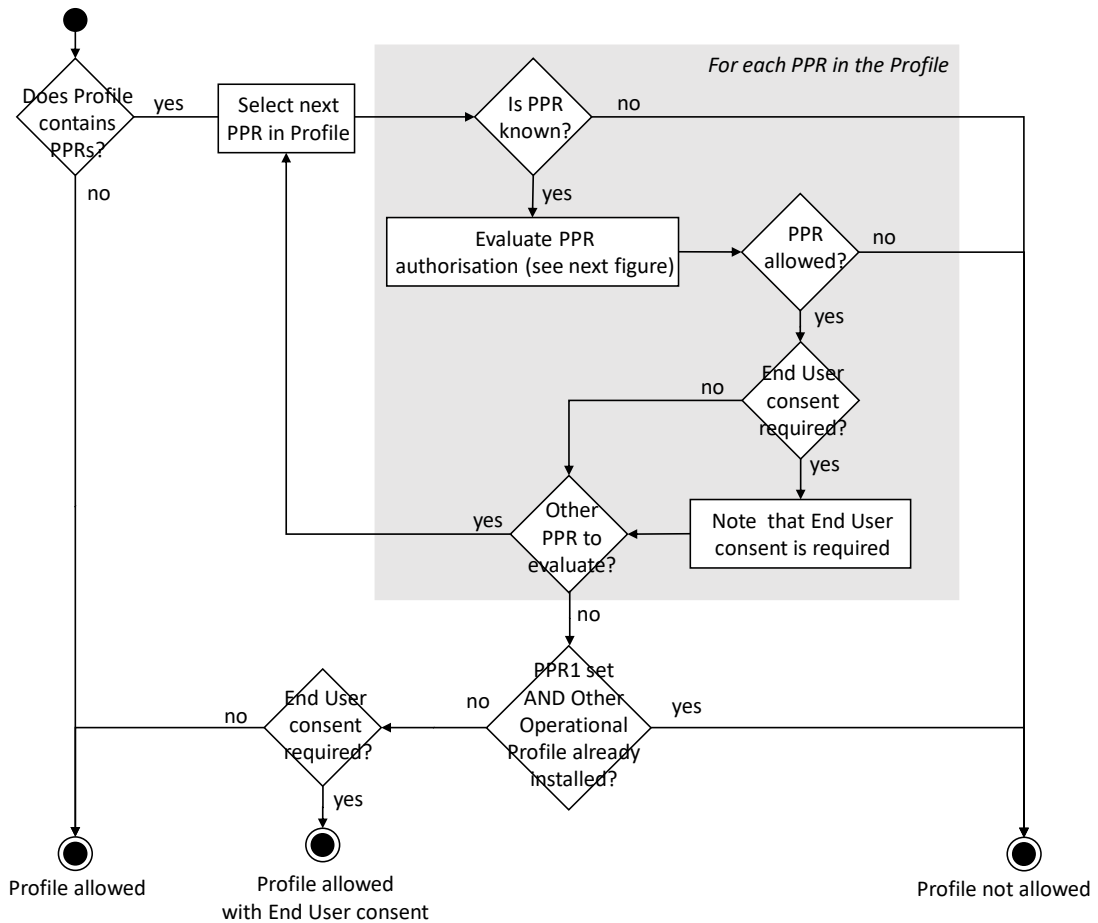 For each PPR in the Profile
Does Profile
contains
PPRs?
yes
no
Select next
PPR in Profile
Is PPR
known?
no
yes
Evaluate PPR
authorisation (see next figure)
PPR
allowed?
no
yes
End User
consent
required?
no
yes
Note that End User
consent is required
Other
PPR to
evaluate?
yes
no
PPR1 set
AND Other
Operational
Profile already
installed?
no
yes
End User
consent
required?
no
yes
Profile allowed
Profile allowed
with End User consent
Profile not allowed